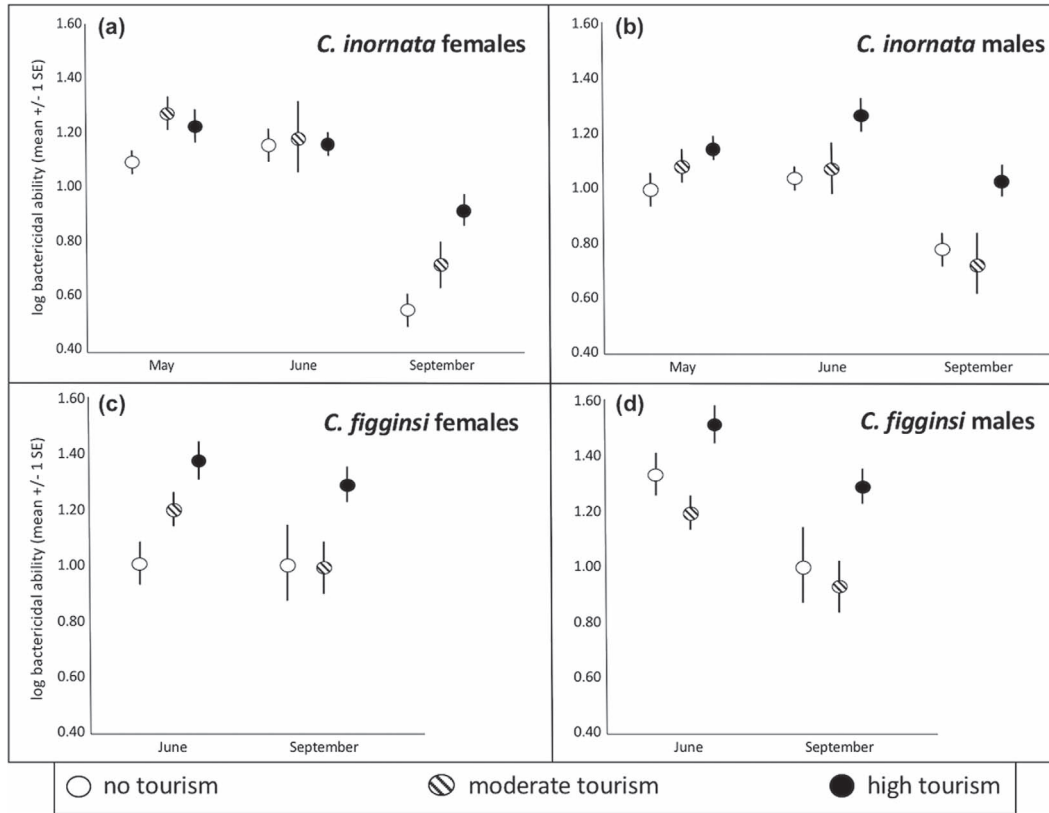 (a)
C. inornata females
log bactericidal ability (mean +/- 1 SE)
1.60
1.40
1.20
1.00
0.80
0.60
0.40
May
June
September
(b)
C. inornata males
1.60
1.40
1.20
1.00
0.80
0.60
0.40
May
June
September
(c)
C. figginsi females
log bactericidal ability (mean +/- 1 SE)
1.60
1.40
1.20
1.00
0.80
0.60
0.40
June
September
(d)
C. figginsi males
1.60
1.40
1.20
1.00
0.80
0.60
0.40
June
September
no tourism
moderate tourism
high tourism